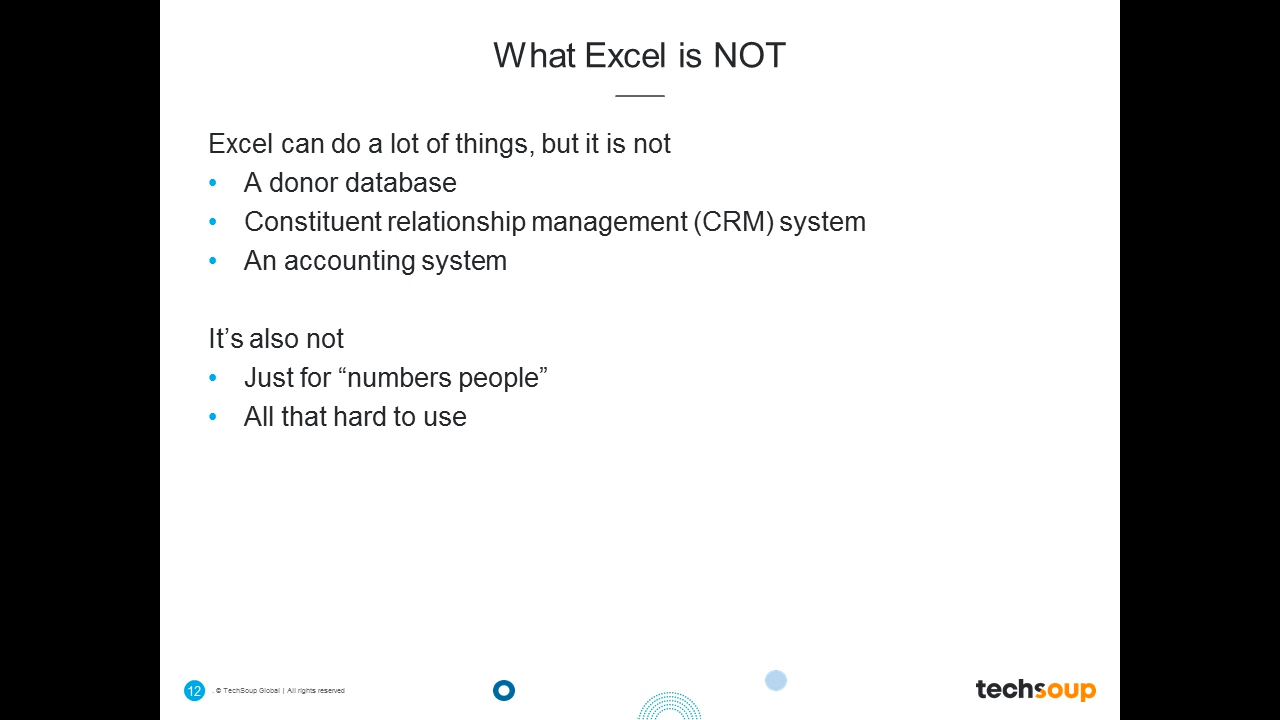 What Excel is NOT
Excel can do a lot of things, but it is not
• A donor database
• Constituent relationship management (CRM) system
• An accounting system
It’s also not
• Just for “numbers people”
• All that hard to use
12 . © TechSoup Global | All rights reserved
techsoup